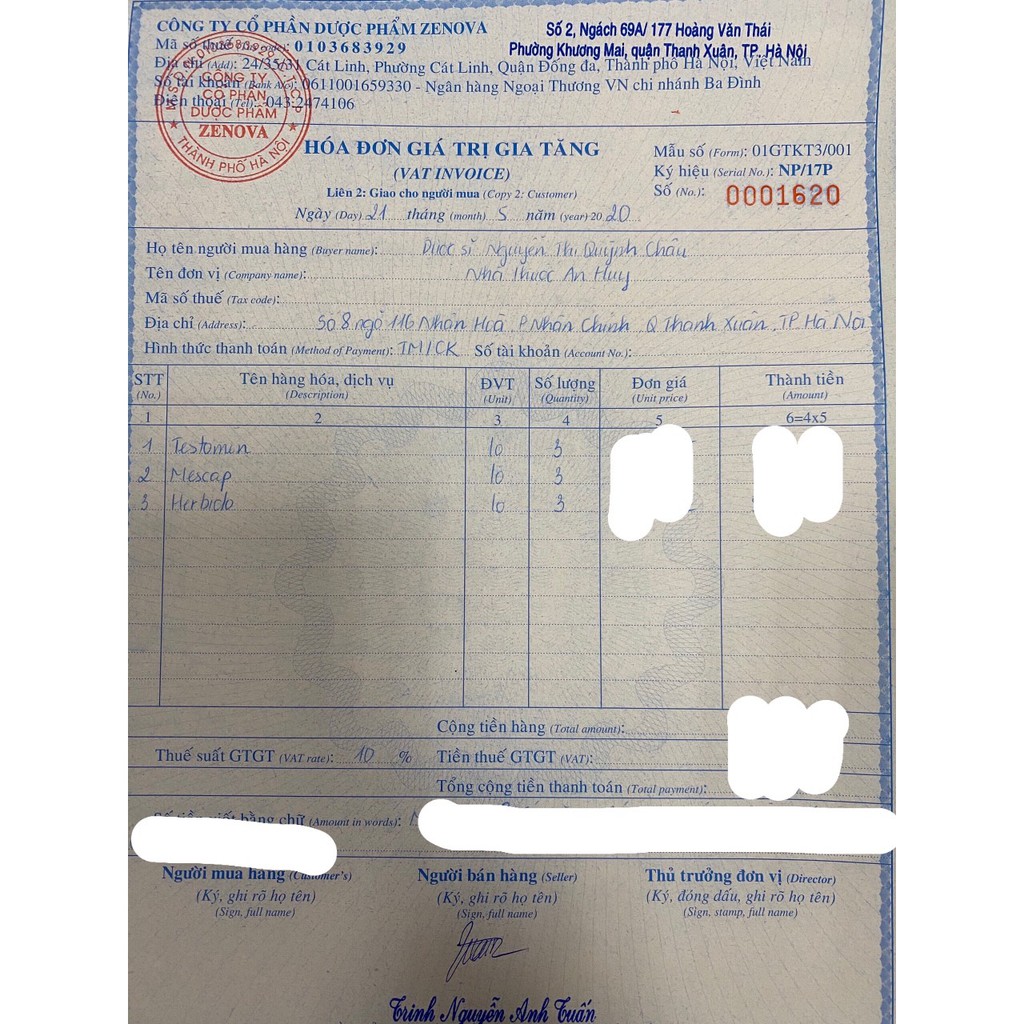 CÔNG TY CỔ PHẦN DƯỢC PHẨM ZENOVA
Số 2, Ngách 69A/ 177 Hoàng Văn Thái
Phường Khương Mai, quận Thanh Xuân, TP. Hà Nội
Mã số thuế 0103683929
Địa chỉ (Add): 24/35/31 Cát Linh, Phường Cát Linh, Quận Đống đa, Thành phố Hà Nội, Việt Nam
Số tài khoản (Bank A/c): 0611001659330 - Ngân hàng Ngoại Thương VN chi nhánh Ba Đình
Điện thoại (Tel): 043.2474106
CÔNG TY
CỔ PHẦN
DƯỢC PHẨM
ZENOVA
THÀNH PHỐ HÀ NỘI
HÓA ĐƠN GIÁ TRỊ GIA TĂNG
(VAT INVOICE)
Liên 2: Giao cho người mua (Copy 2: Customer)
Ngày (Day) 21 tháng (month) 5 năm (year) 20 20
Mẫu số (Form): 01GTKT3/001
Ký hiệu (Serial No.): NP/17P
Số (No.): 0001620
Họ tên người mua hàng (Buyer name): Dược sĩ Nguyễn Thị Quỳnh Châu
Tên đơn vị (Company name): Nhà Thuốc An Huy
Mã số thuế (Tax code):
Địa chỉ (Address): Số 8 ngõ 116 Nhân Hoà, P. Nhân Chính, Q Thanh Xuân, TP. Hà Nội
Hình thức thanh toán (Method of Payment): TM/CK Số tài khoản (Account No.):
STT (No.) Tên hàng hóa, dịch vụ (Description) ĐVT (Unit) Số lượng (Quantity) Đơn giá (Unit price) Thành tiền (Amount)
1 2 3 4 5 6=4x5
1 Testomen lọ 3
2 Mescap lọ 3
3 Herbiclo lọ 3
Cộng tiền hàng (Total amount):
Thuế suất GTGT (VAT rate): 10 % Tiền thuế GTGT (VAT):
Tổng cộng tiền thanh toán (Total payment):
bằng chữ (Amount in words):
Người mua hàng (Customer's) Người bán hàng (Seller) Thủ trưởng đơn vị (Director)
(Ký, ghi rõ họ tên) (Ký, ghi rõ họ tên) (Ký, đóng dấu, ghi rõ họ tên)
(Sign, full name) (Sign, full name) (Sign, stamp, full name)
Trinh Nguyễn Anh Tuấn